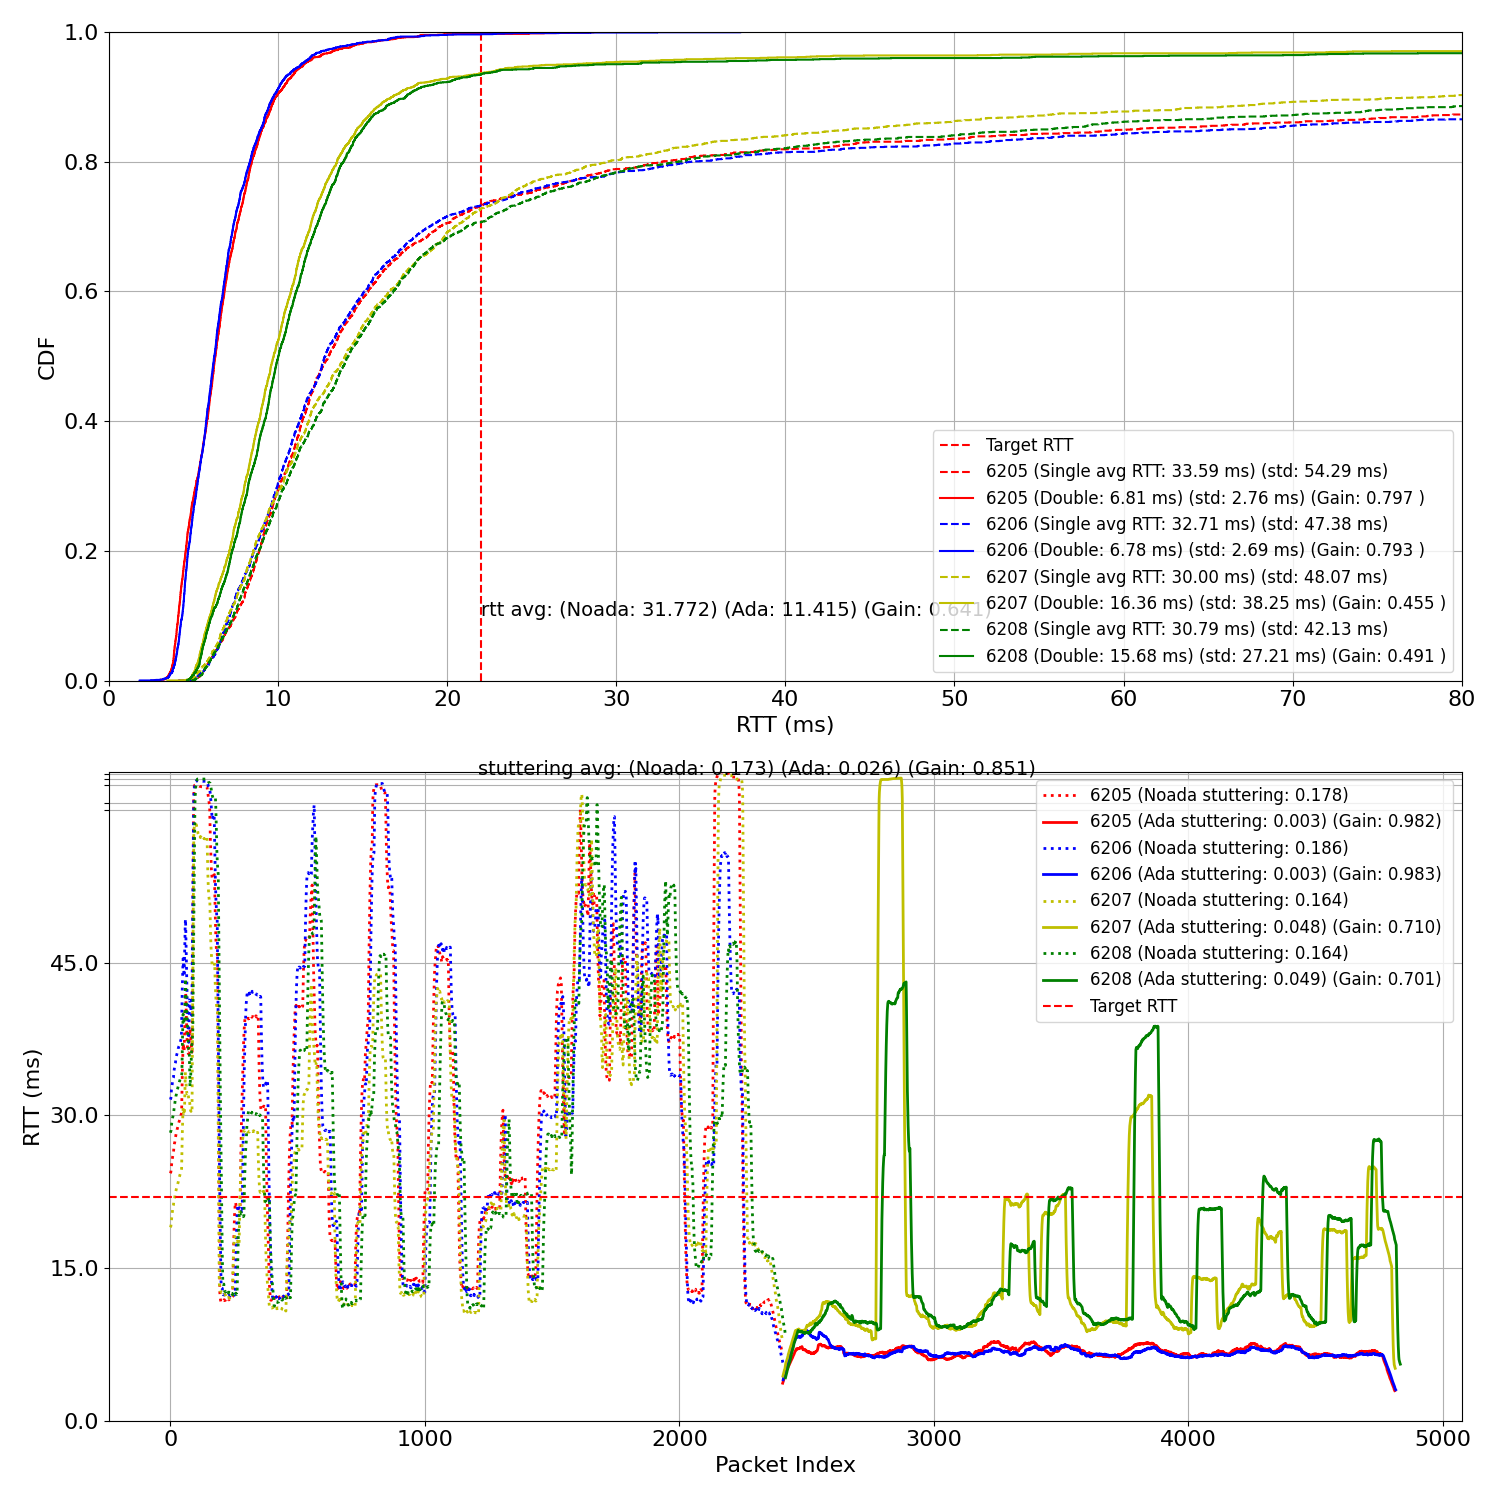 1.0
0.8
0.6
0.4
0.2
0.0
CDF
0
10
20
30
40
50
60
70
80
RTT (ms)
rtt avg: (Noada: 31.772) (Ada: 11.415) (Gain: 0.641)
Target RTT
6205 (Single avg RTT: 33.59 ms) (std: 54.29 ms)
6205 (Double: 6.81 ms) (std: 2.76 ms) (Gain: 0.797 )
6206 (Single avg RTT: 32.71 ms) (std: 47.38 ms)
6206 (Double: 6.78 ms) (std: 2.69 ms) (Gain: 0.793 )
6207 (Single avg RTT: 30.00 ms) (std: 48.07 ms)
6207 (Double: 16.36 ms) (std: 38.25 ms) (Gain: 0.455 )
6208 (Single avg RTT: 30.79 ms) (std: 42.13 ms)
6208 (Double: 15.68 ms) (std: 27.21 ms) (Gain: 0.491 )
stuttering avg: (Noada: 0.173) (Ada: 0.026) (Gain: 0.851)
6205 (Noada stuttering: 0.178)
6205 (Ada stuttering: 0.003) (Gain: 0.982)
6206 (Noada stuttering: 0.186)
6206 (Ada stuttering: 0.003) (Gain: 0.983)
6207 (Noada stuttering: 0.164)
6207 (Ada stuttering: 0.048) (Gain: 0.710)
6208 (Noada stuttering: 0.164)
6208 (Ada stuttering: 0.049) (Gain: 0.701)
Target RTT
45.0
30.0
15.0
0.0
RTT (ms)
0
1000
2000
3000
4000
5000
Packet Index